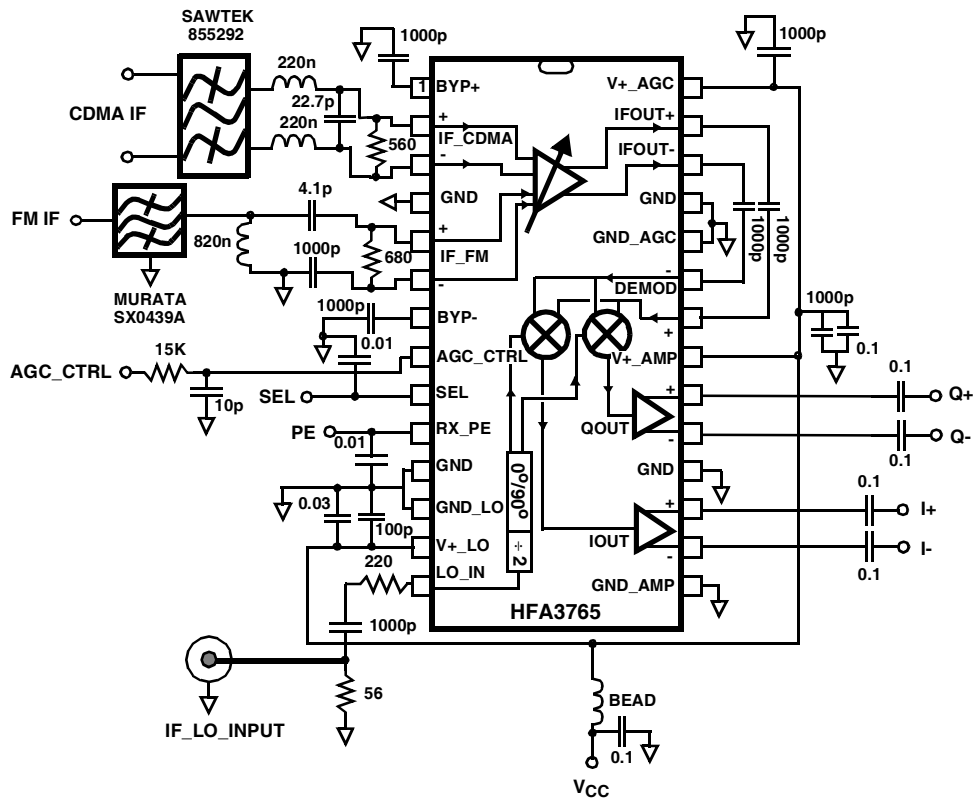 SAWTEK
855292
CDMA IF
220n
22.7p
220n
560
1000p
1
BYP+
+
IF_CDMA
-
GND
FM IF
820n
4.1p
1000p
680
+
IF_FM
-
MURATA
SX0439A
1000p
0.01
BYP-
15K
AGC_CTRL
10p
AGC_CTRL
SEL
SEL
PE
0.01
RX_PE
GND
0.03
100p
GND_LO
V+_LO
220
LO_IN
1000p
56
IF_LO_INPUT
0º/90º
÷ 2
HFA3765
1000p
V+_AGC
IFOUT+
IFOUT-
GND
GND_AGC
1000p
1000p
-
DEMOD
+
1000p
0.1
V+_AMP
+
QOUT
-
0.1
Q+
Q-
0.1
GND
+
IOUT
-
0.1
I+
I-
0.1
GND_AMP
BEAD
0.1
VCC